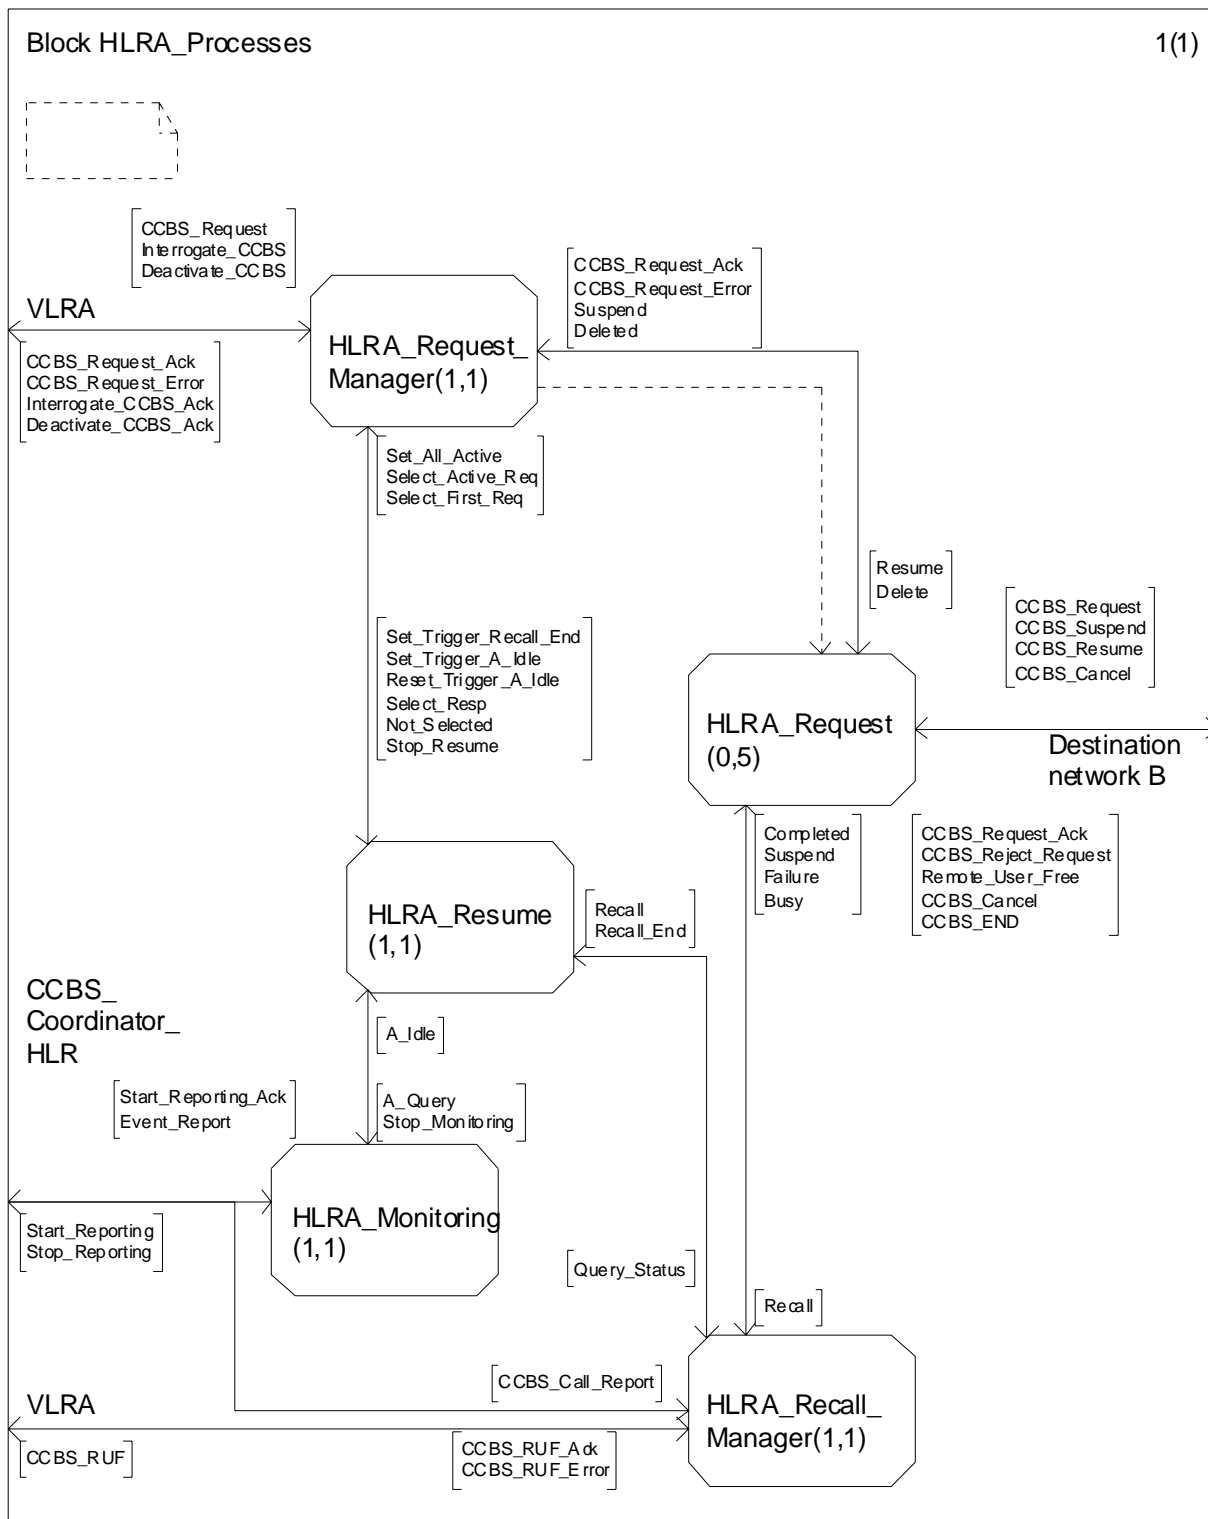 Block HLRA_Processes
1(1)
CCBS_Request
Interrogate_CCBS
Deactivate_CCBS
VLRA
CCBS_Request_Ack
CCBS_Request_Error
Interrogate_CCBS_Ack
Deactivate_CCBS_Ack
HLRA_Request_
Manager(1,1)
CCBS_Request_Ack
CCBS_Request_Error
Suspend
Deleted
Set_All_Active
Select_Active_Req
Select_First_Req
Resume
Delete
CCBS_Request
CCBS_Suspend
CCBS_Resume
CCBS_Cancel
Set_Trigger_Recall_End
Set_Trigger_A_Idle
Reset_Trigger_A_Idle
Select_Resp
Not_Selected
Stop_Resume
HLRA_Request
(0,5)
Destination
network B
Completed
Suspend
Failure
Busy
CCBS_Request_Ack
CCBS_Reject_Request
Remote_User_Free
CCBS_Cancel
CCBS_END
HLRA_Resume
(1,1)
Recall
Recall_End
CCBS_
Coordinator_
HLR
A_Idle
Start_Reporting_Ack
Event_Report
A_Query
Stop_Monitoring
HLRA_Monitoring
(1,1)
Start_Reporting
Stop_Reporting
Query_Status
Recall
CCBS_Call_Report
HLRA_Recall_
Manager(1,1)
VLRA
CCBS_RUF
CCBS_RUF_Ack
CCBS_RUF_Error